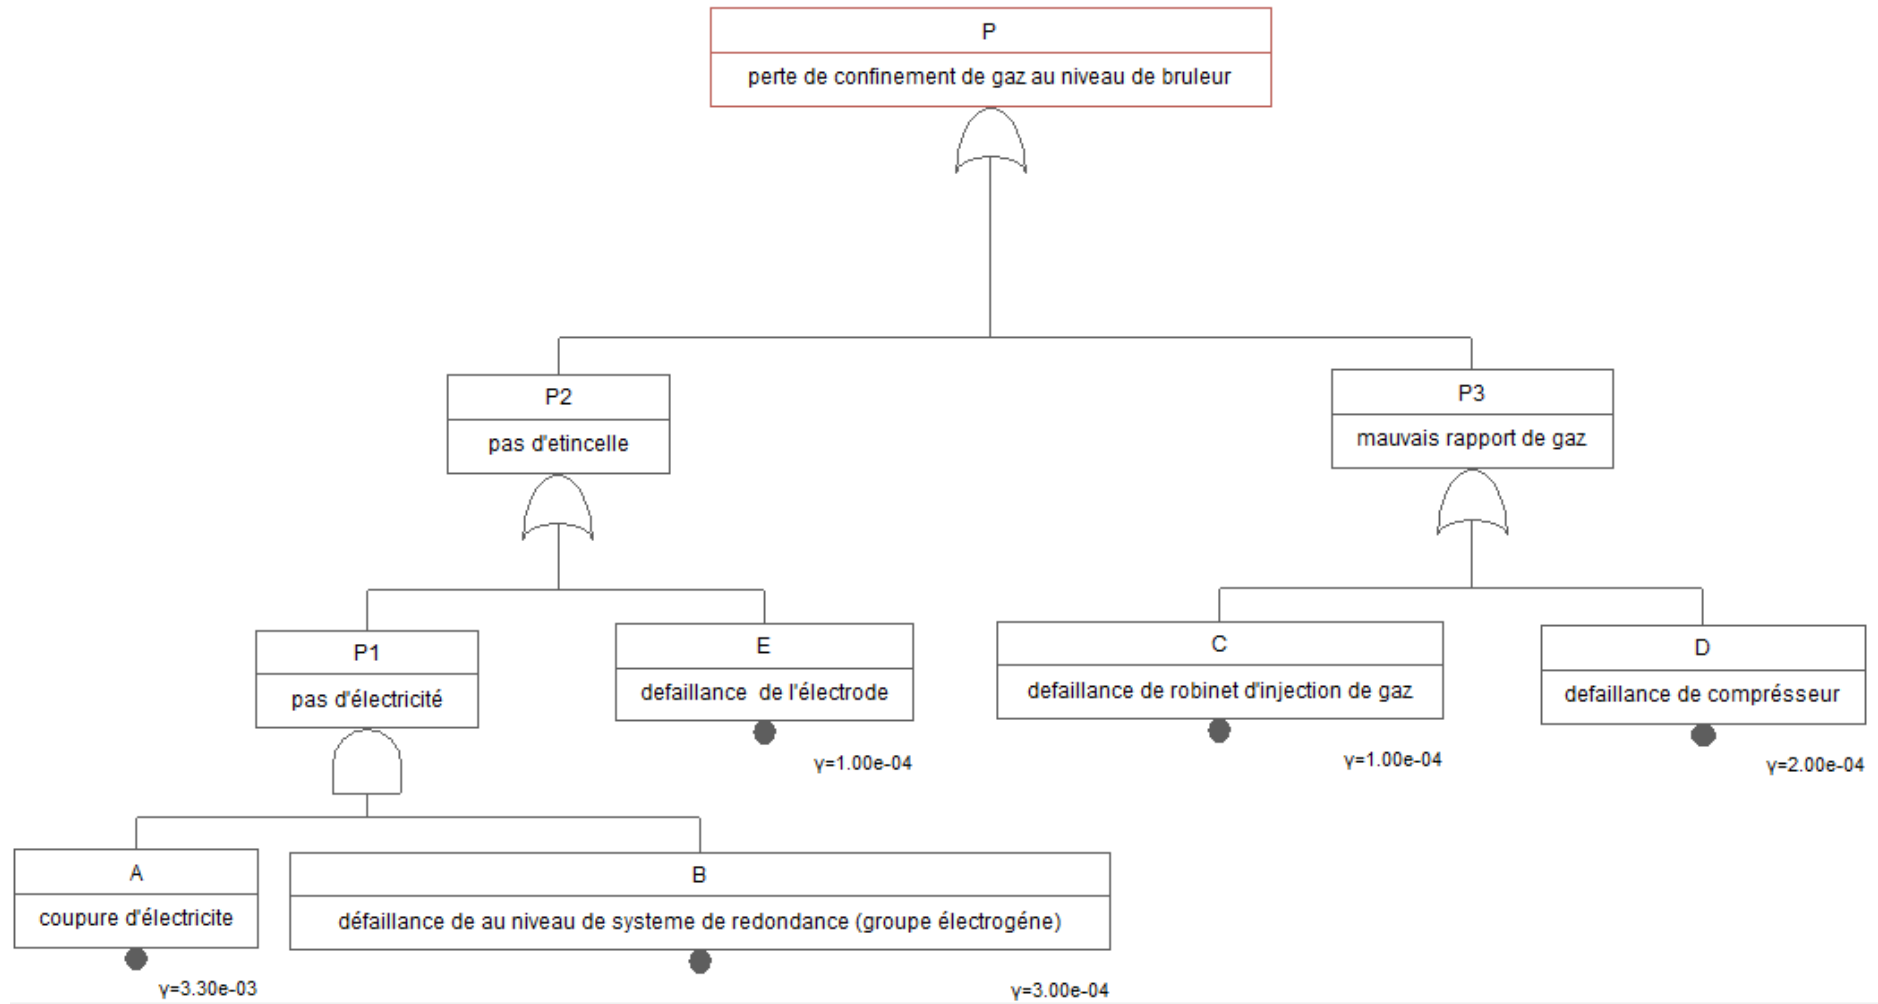 P
perte de confinement de gaz au niveau de bruleur
P2
pas d'etincelle
P3
mauvais rapport de gaz
P1
pas d'électricité
E
defaillance  de l'électrode
γ=1.00e-04
C
defaillance de robinet d'injection de gaz
γ=1.00e-04
D
defaillance de comprésseur
γ=2.00e-04
A
coupure d'électricite
γ=3.30e-03
B
défaillance de au niveau de systeme de redondance (groupe électrogéne)
γ=3.00e-04